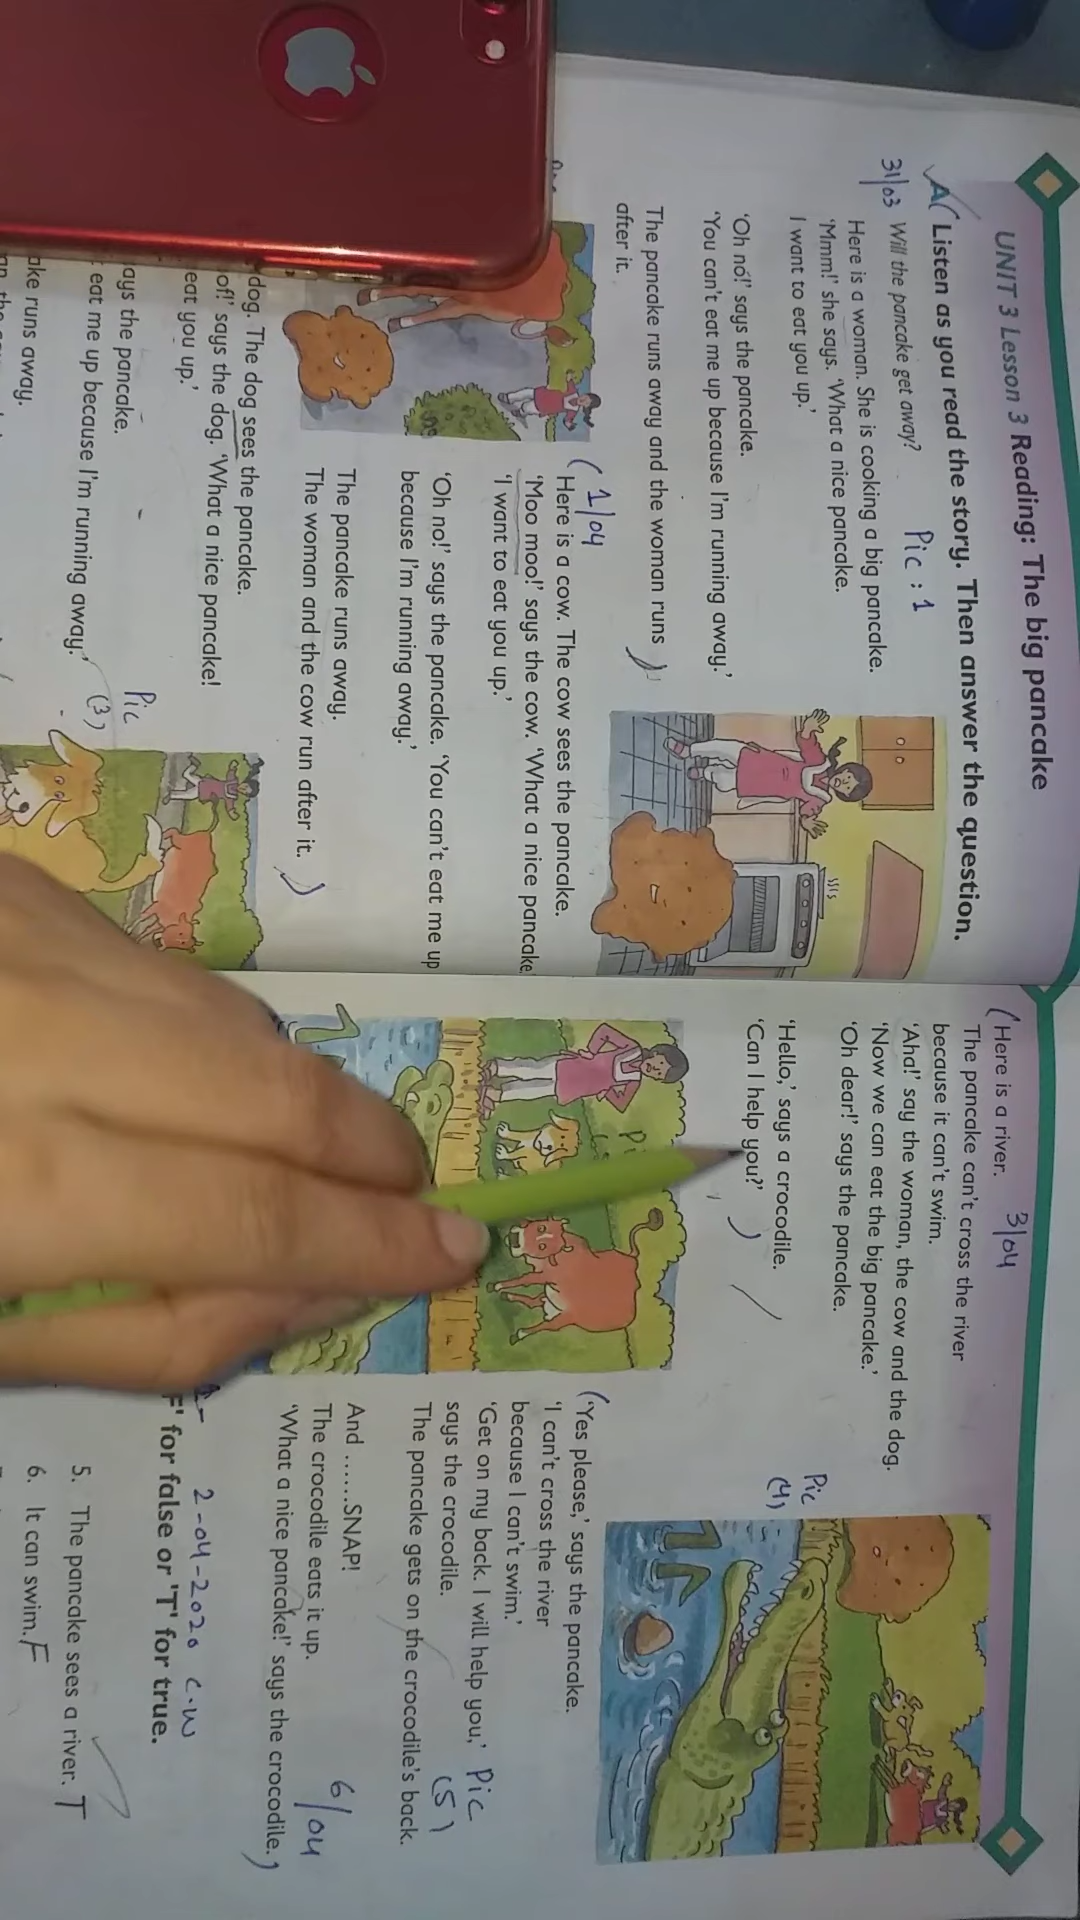 UNIT 3 Lesson 3 Reading: The big pancake
A Listen as you read the story. Then answer the question.
31/03 Will the pancake get away? Pic : 1
Here is a woman. She is cooking a big pancake.
'Mmm!' she says. 'What a nice pancake.
I want to eat you up.'
'Oh no!' says the pancake.
'You can't eat me up because I'm running away.'
The pancake runs away and the woman runs
after it.
1/04
Here is a cow. The cow sees the pancake.
'Moo moo!' says the cow. 'What a nice pancake.
'I want to eat you up.'
'Oh no!' says the pancake. 'You can't eat me up
because I'm running away.'
The pancake runs away.
The woman and the cow run after it.
dog. The dog sees the pancake.
of!' says the dog. 'What a nice pancake!
eat you up.'
ays the pancake.
eat me up because I'm running away.'
ake runs away.
Pic
(3)
Here is a river. 3/04
The pancake can't cross the river
because it can't swim.
'Aha!' say the woman, the cow and the dog.
'Now we can eat the big pancake.'
'Oh dear!' says the pancake.
'Hello,' says a crocodile.
'Can I help you?'
Pic
(4)
'Yes please,' says the pancake.
'I can't cross the river
because I can't swim.'
'Get on my back. I will help you,' Pic
says the crocodile. (5)
The pancake gets on the crocodile's back.
And ......SNAP!
The crocodile eats it up. 6/04
'What a nice pancake!' says the crocodile.
2-04-2020 C.W
F' for false or 'T' for true.
5. The pancake sees a river. T
6. It can swim. F